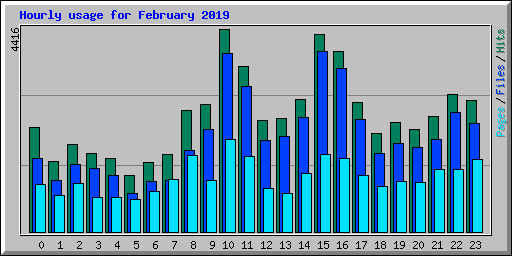 Hourly usage for February 2019
4416
Pages / Files / Hits
0 1 2 3 4 5 6 7 8 9 10 11 12 13 14 15 16 17 18 19 20 21 22 23